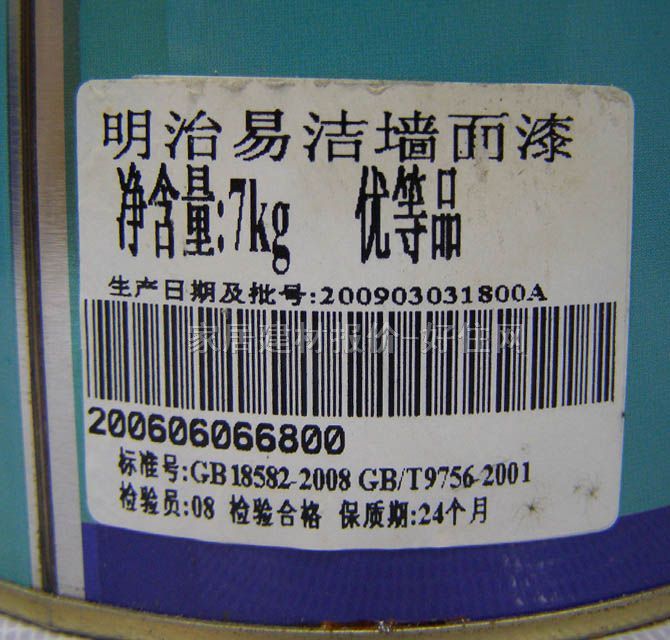 明治易洁墙面漆
净含量:7kg 优等品
生产日期及批号:200903031800A
家居建材报价-好住网
200606066800
标准号:GB18582-2008 GB/T9756-2001
检验员:08 检验合格 保质期:24个月